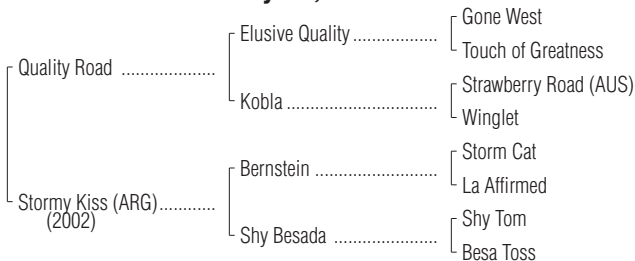 Gone West
Elusive Quality ..................
Touch of Greatness
Quality Road ....................
Strawberry Road (AUS)
Kobla ................................
Winglet
Storm Cat
Bernstein ..........................
La Affirmed
Stormy Kiss (ARG)............
(2002)
Shy Tom
Shy Besada ......................
Besa Toss